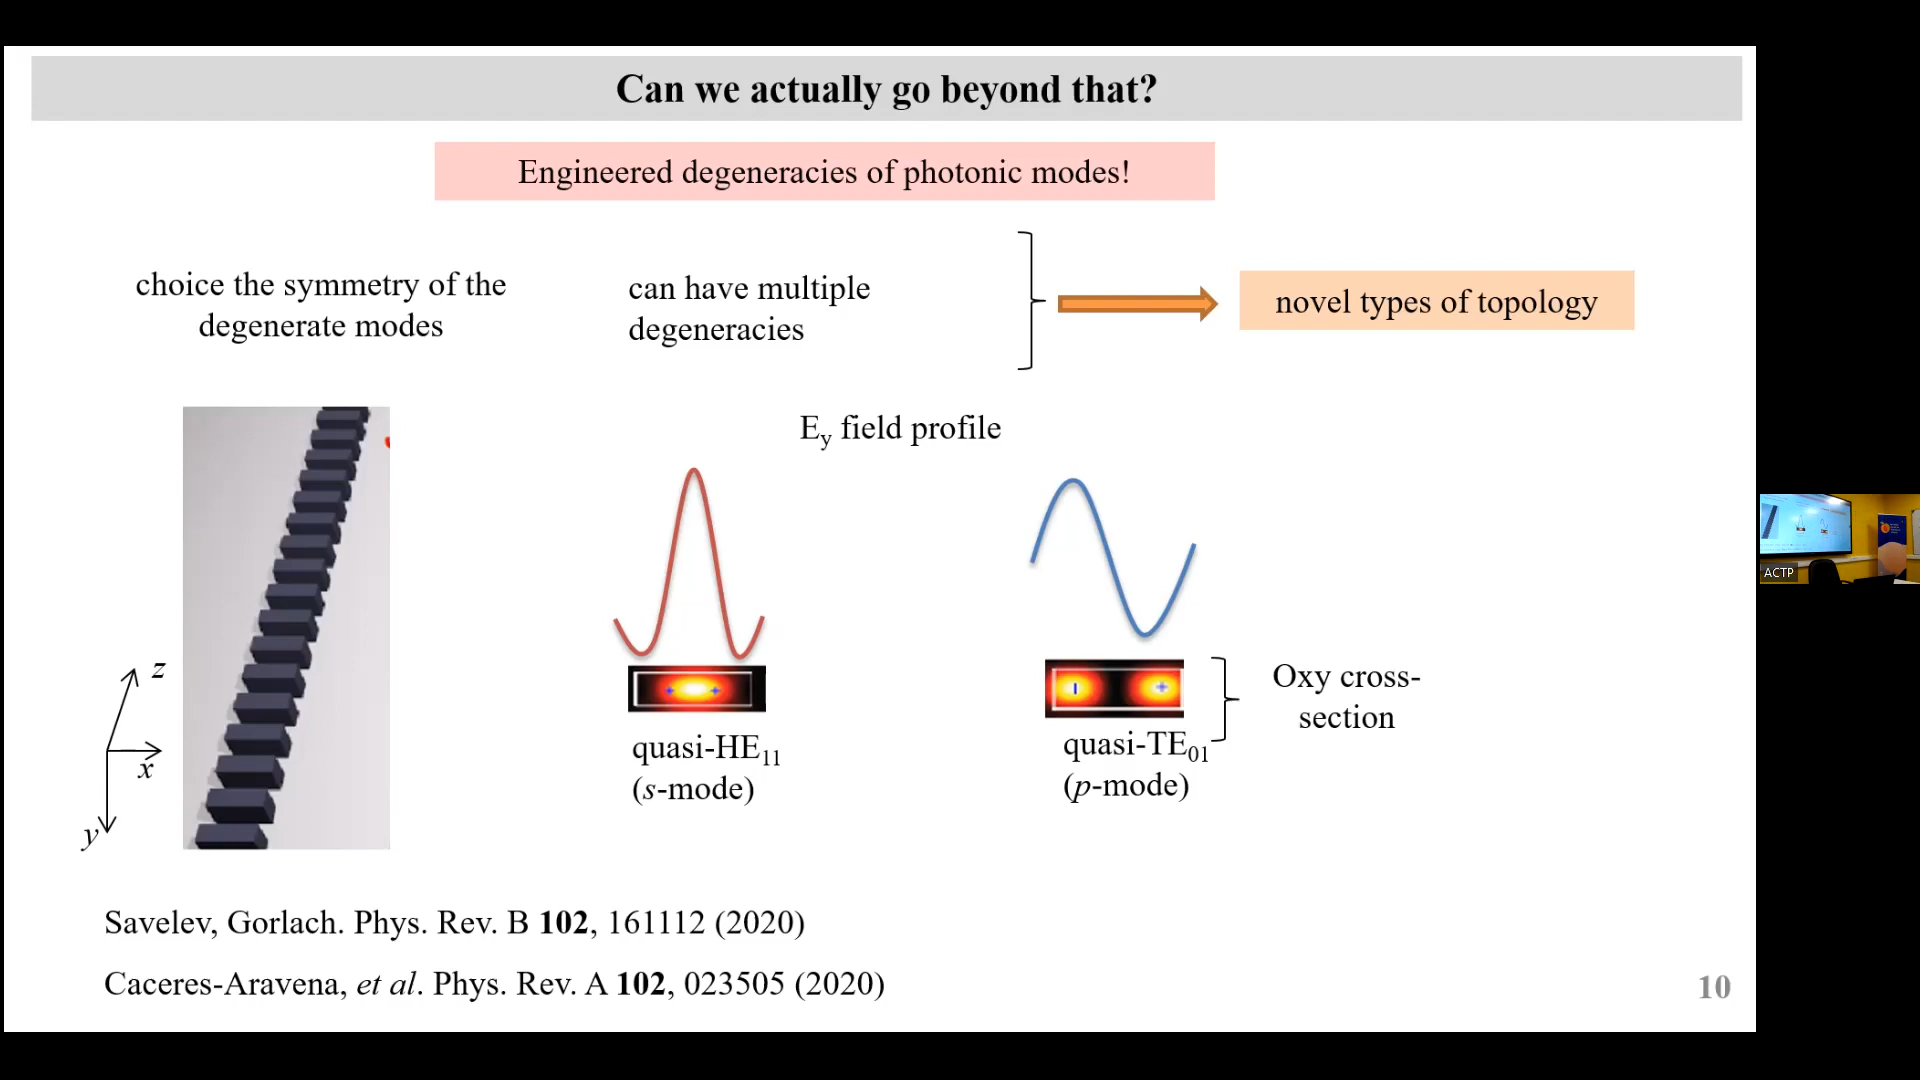 Can we actually go beyond that?
Engineered degeneracies of photonic modes!
choice the symmetry of the
degenerate modes
can have multiple
degeneracies
novel types of topology
Ey field profile
z
x
y
quasi-HE11
(s-mode)
quasi-TE01
(p-mode)
Oxy cross-
section
Savelev, Gorlach. Phys. Rev. B 102, 161112 (2020)
Caceres-Aravena, et al. Phys. Rev. A 102, 023505 (2020)
10
ACTP